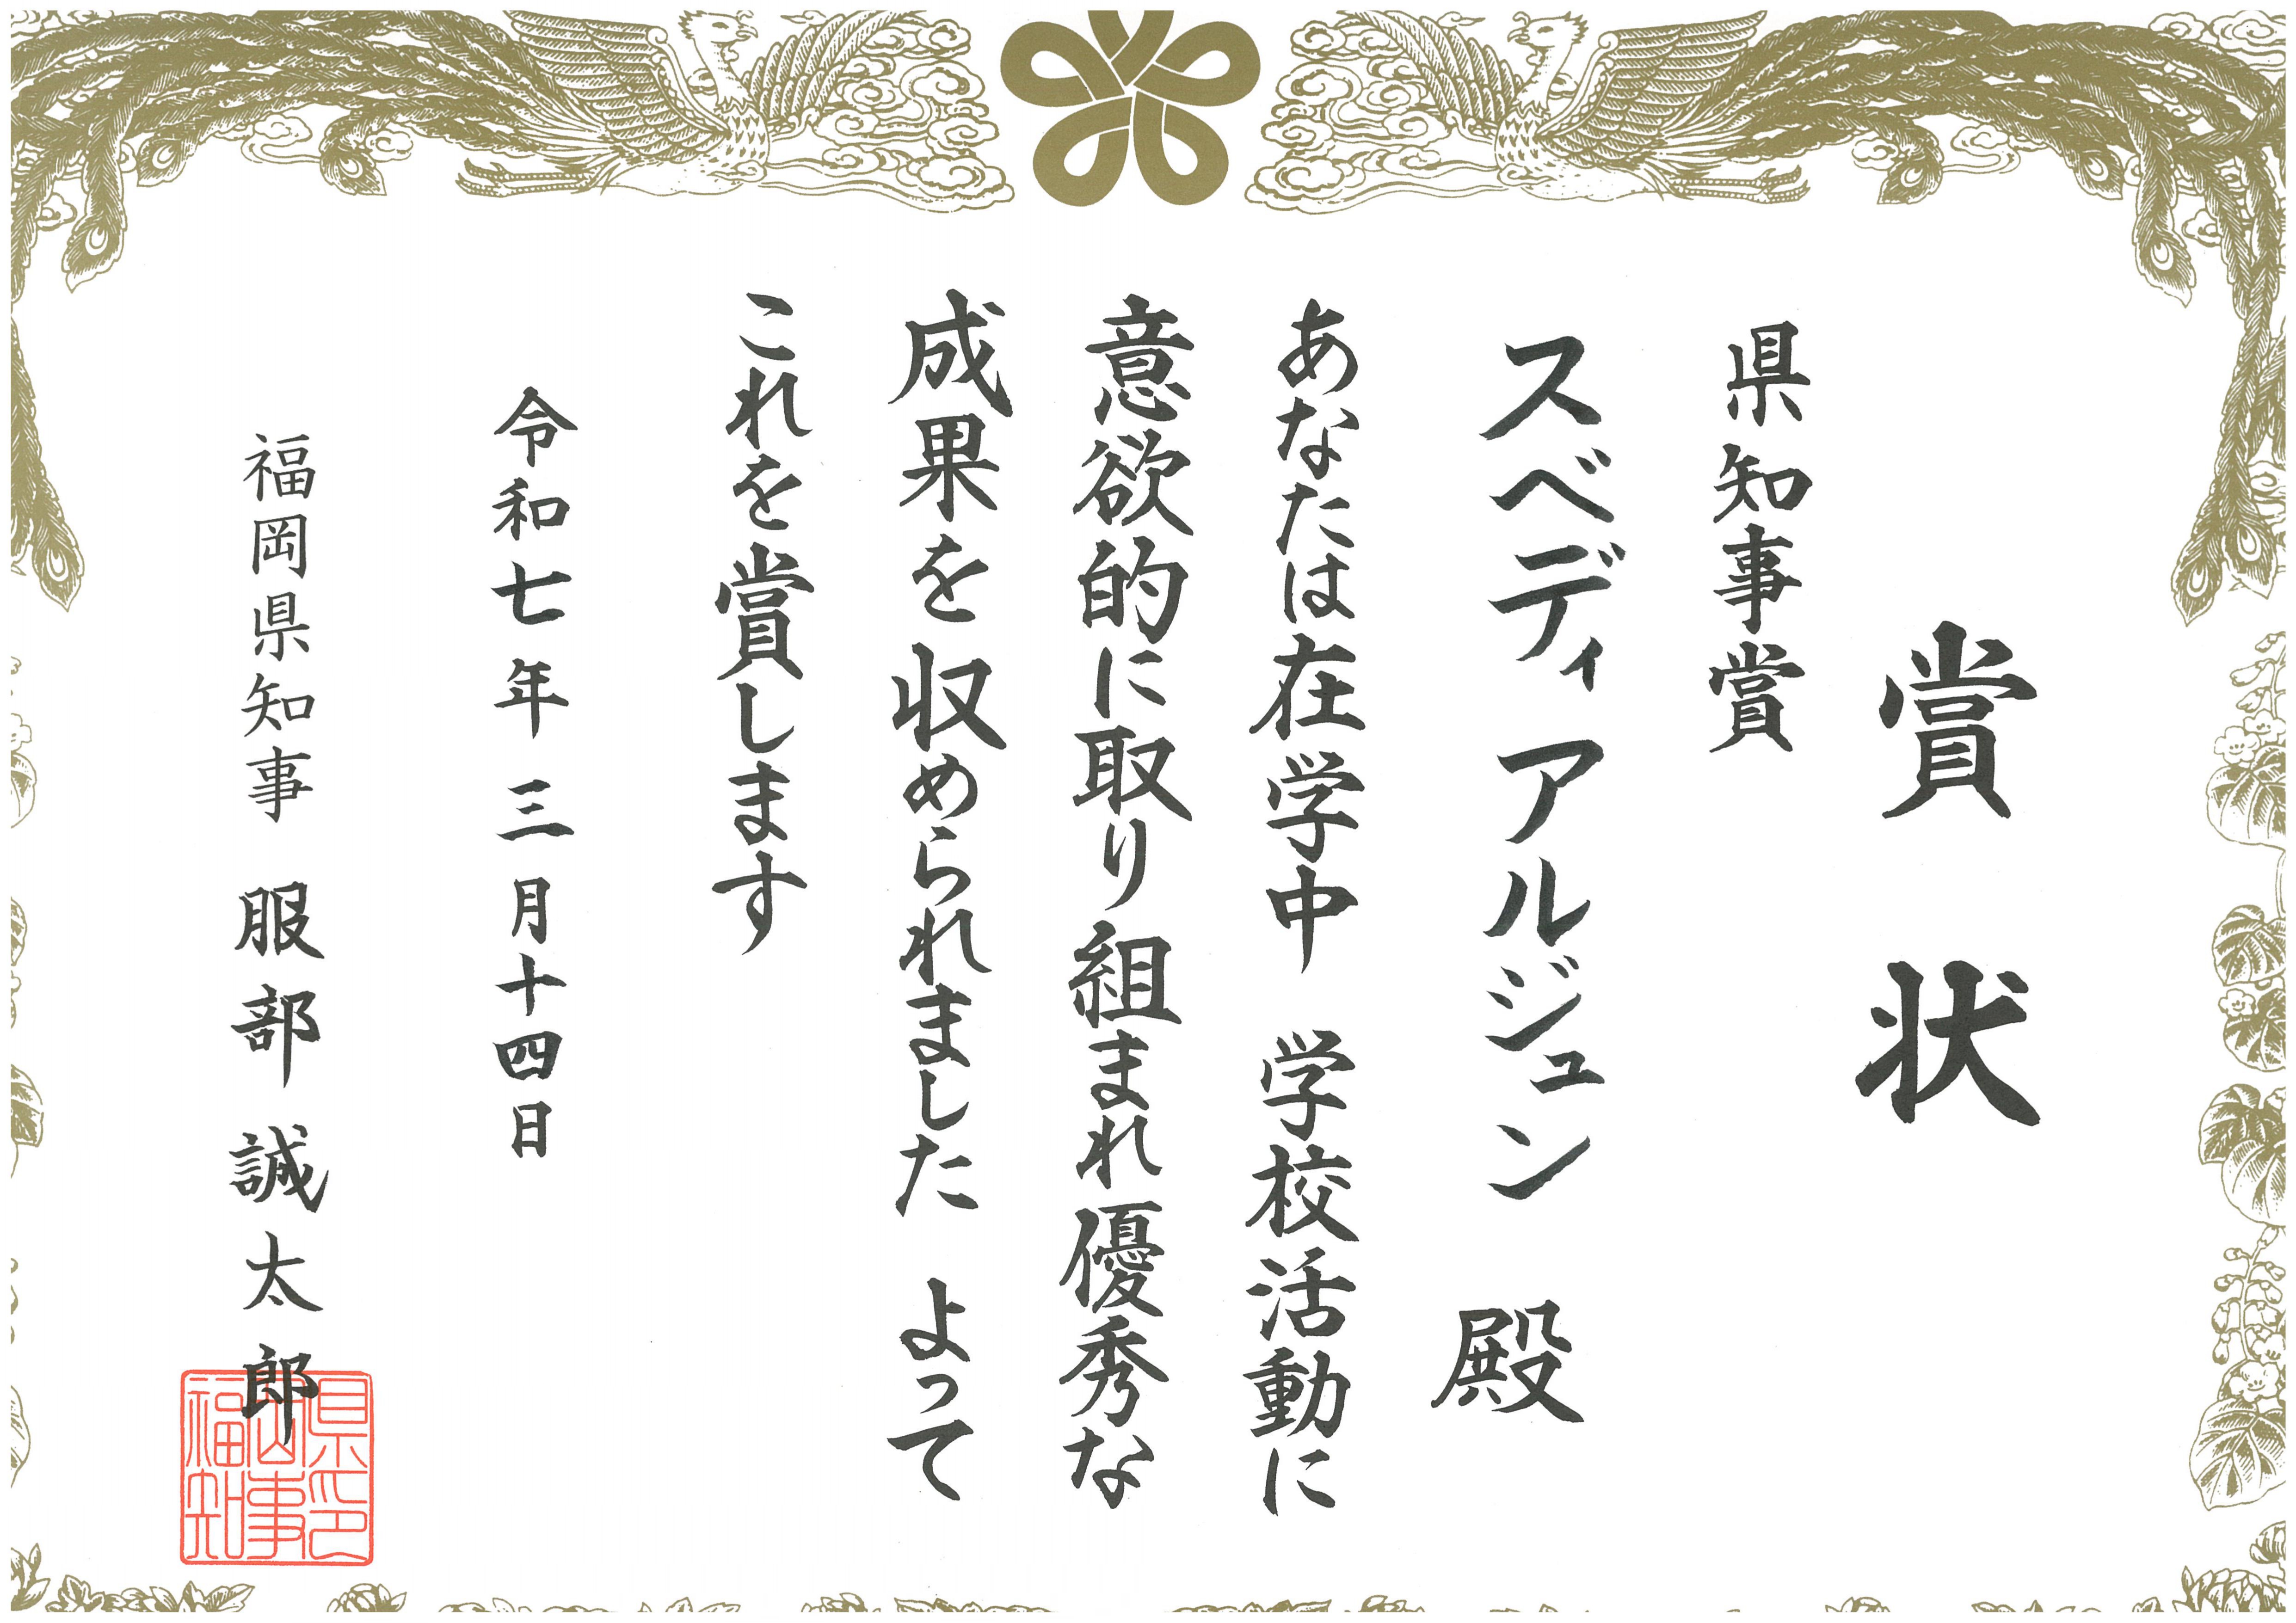 賞状
県知事賞
スベディ アルジュン 殿
あなたは在学中 学校活動に
意欲的に取り組まれ優秀な
成果を収められました よって
これを賞します
令和七年三月十四日
福岡県知事 服部誠太郎
福岡県知事印